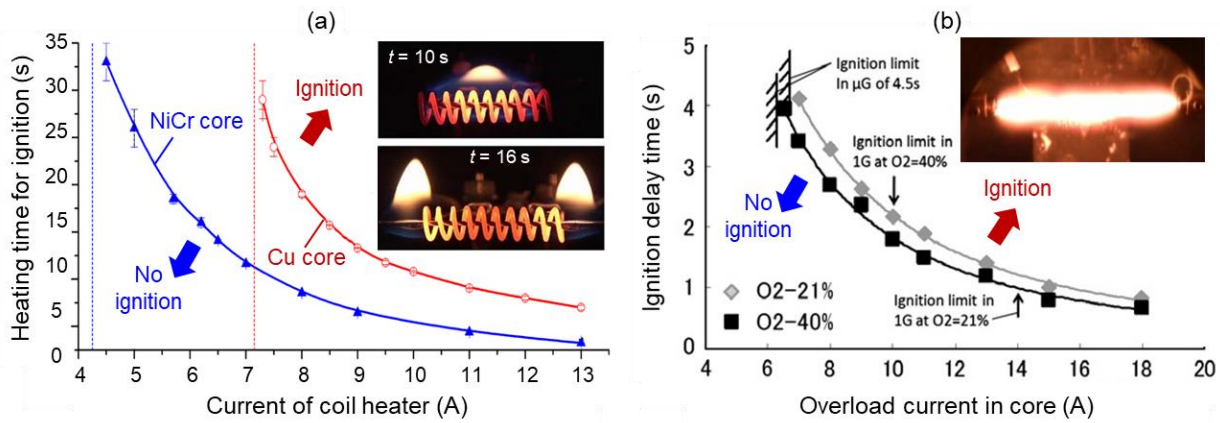 (a)
Heating time for ignition (s)
35
30
25
20
15
10
5
0
4
5
6
7
8
9
10
11
12
13
Current of coil heater (A)
NiCr core
Ignition
No
ignition
Cu core
t = 10 s
t = 16 s
(b)
Ignition delay time (s)
5
4
3
2
1
0
4
6
8
10
12
14
16
18
20
Overload current in core (A)
Ignition limit
In μG of 4.5s
Ignition limit in
1G at O2=40%
No
ignition
Ignition
O2−21%
O2−40%
Ignition limit in
1G at O2=21%